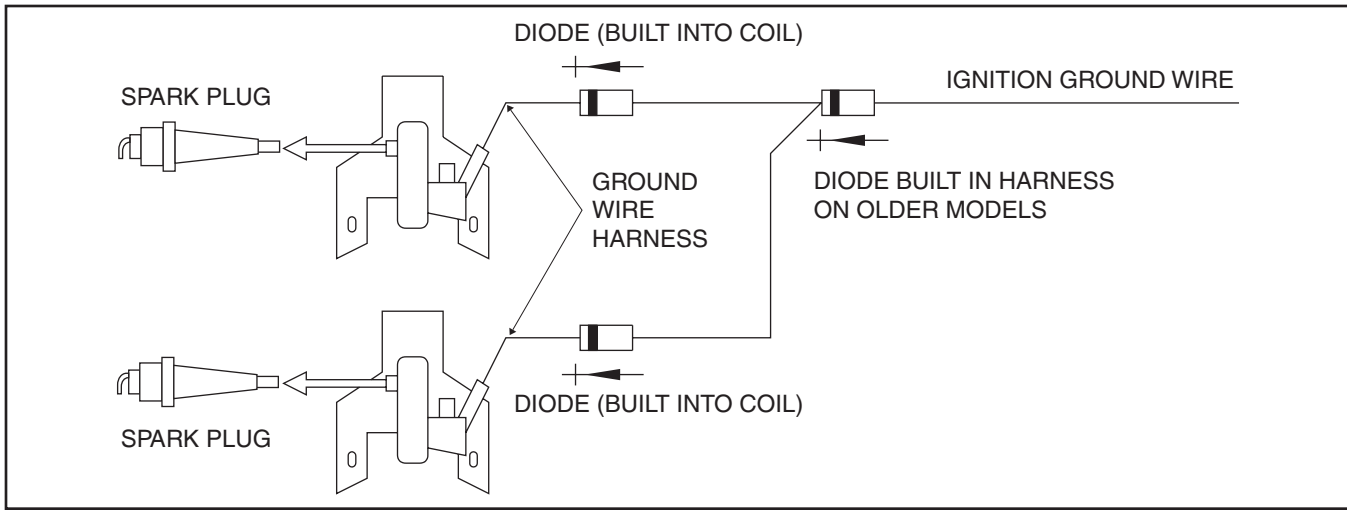 DIODE (BUILT INTO COIL)
SPARK PLUG
IGNITION GROUND WIRE
GROUND
WIRE
HARNESS
DIODE BUILT IN HARNESS
ON OLDER MODELS
DIODE (BUILT INTO COIL)
SPARK PLUG